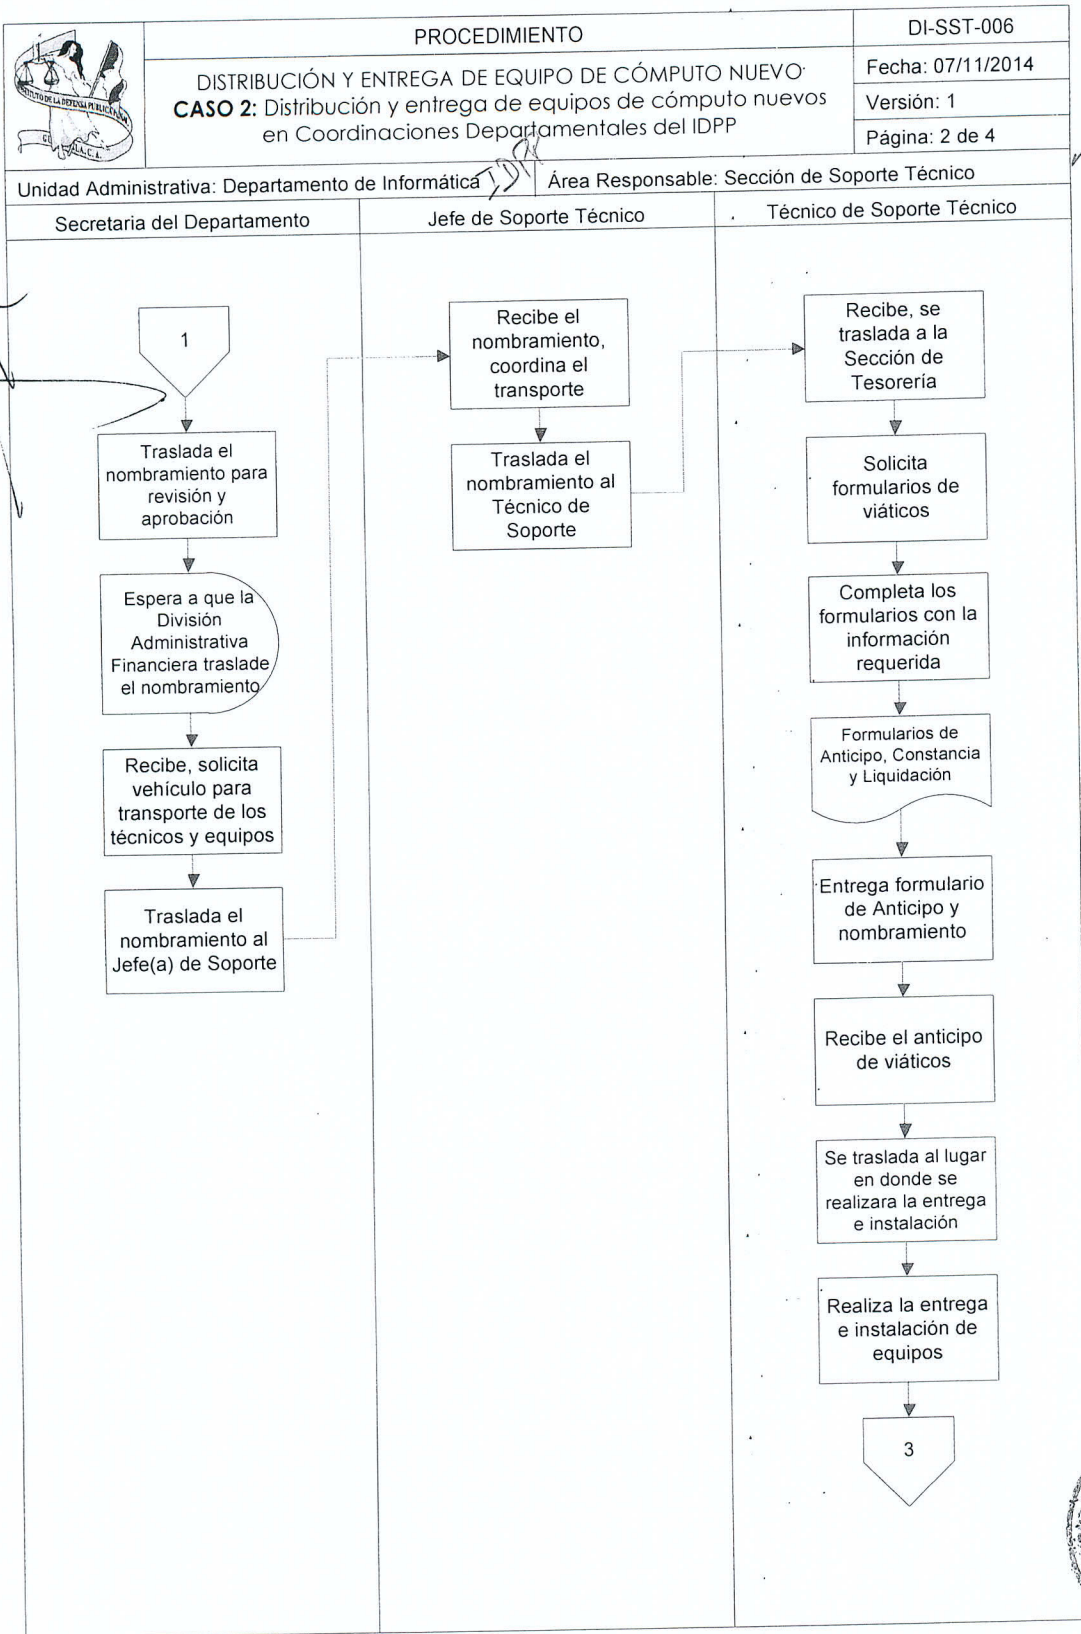 PROCEDIMIENTO
DI-SST-006
DISTRIBUCIÓN Y ENTREGA DE EQUIPO DE CÓMPUTO NUEVO
CASO 2: Distribución y entrega de equipos de cómputo nuevos
en Coordinaciones Departamentales del IDPP
Fecha: 07/11/2014
Versión: 1
Página: 2 de 4
Unidad Administrativa: Departamento de Informática
Área Responsable: Sección de Soporte Técnico
Secretaria del Departamento
Jefe de Soporte Técnico
Técnico de Soporte Técnico
1
Traslada el
nombramiento para
revisión y
aprobación
Espera a que la
División
Administrativa
Financiera traslade
el nombramiento
Recibe, solicita
vehículo para
transporte de los
técnicos y equipos
Traslada el
nombramiento al
Jefe(a) de Soporte
Recibe el
nombramiento,
coordina el
transporte
Traslada el
nombramiento al
Técnico de
Soporte
Recibe, se
traslada a la
Sección de
Tesorería
Solicita
formularios de
viáticos
Completa los
formularios con la
información
requerida
Formularios de
Anticipo, Constancia
y Liquidación
Entrega formulario
de Anticipo y
nombramiento
Recibe el anticipo
de viáticos
Se traslada al lugar
en donde se
realizara la entrega
e instalación
Realiza la entrega
e instalación de
equipos
3